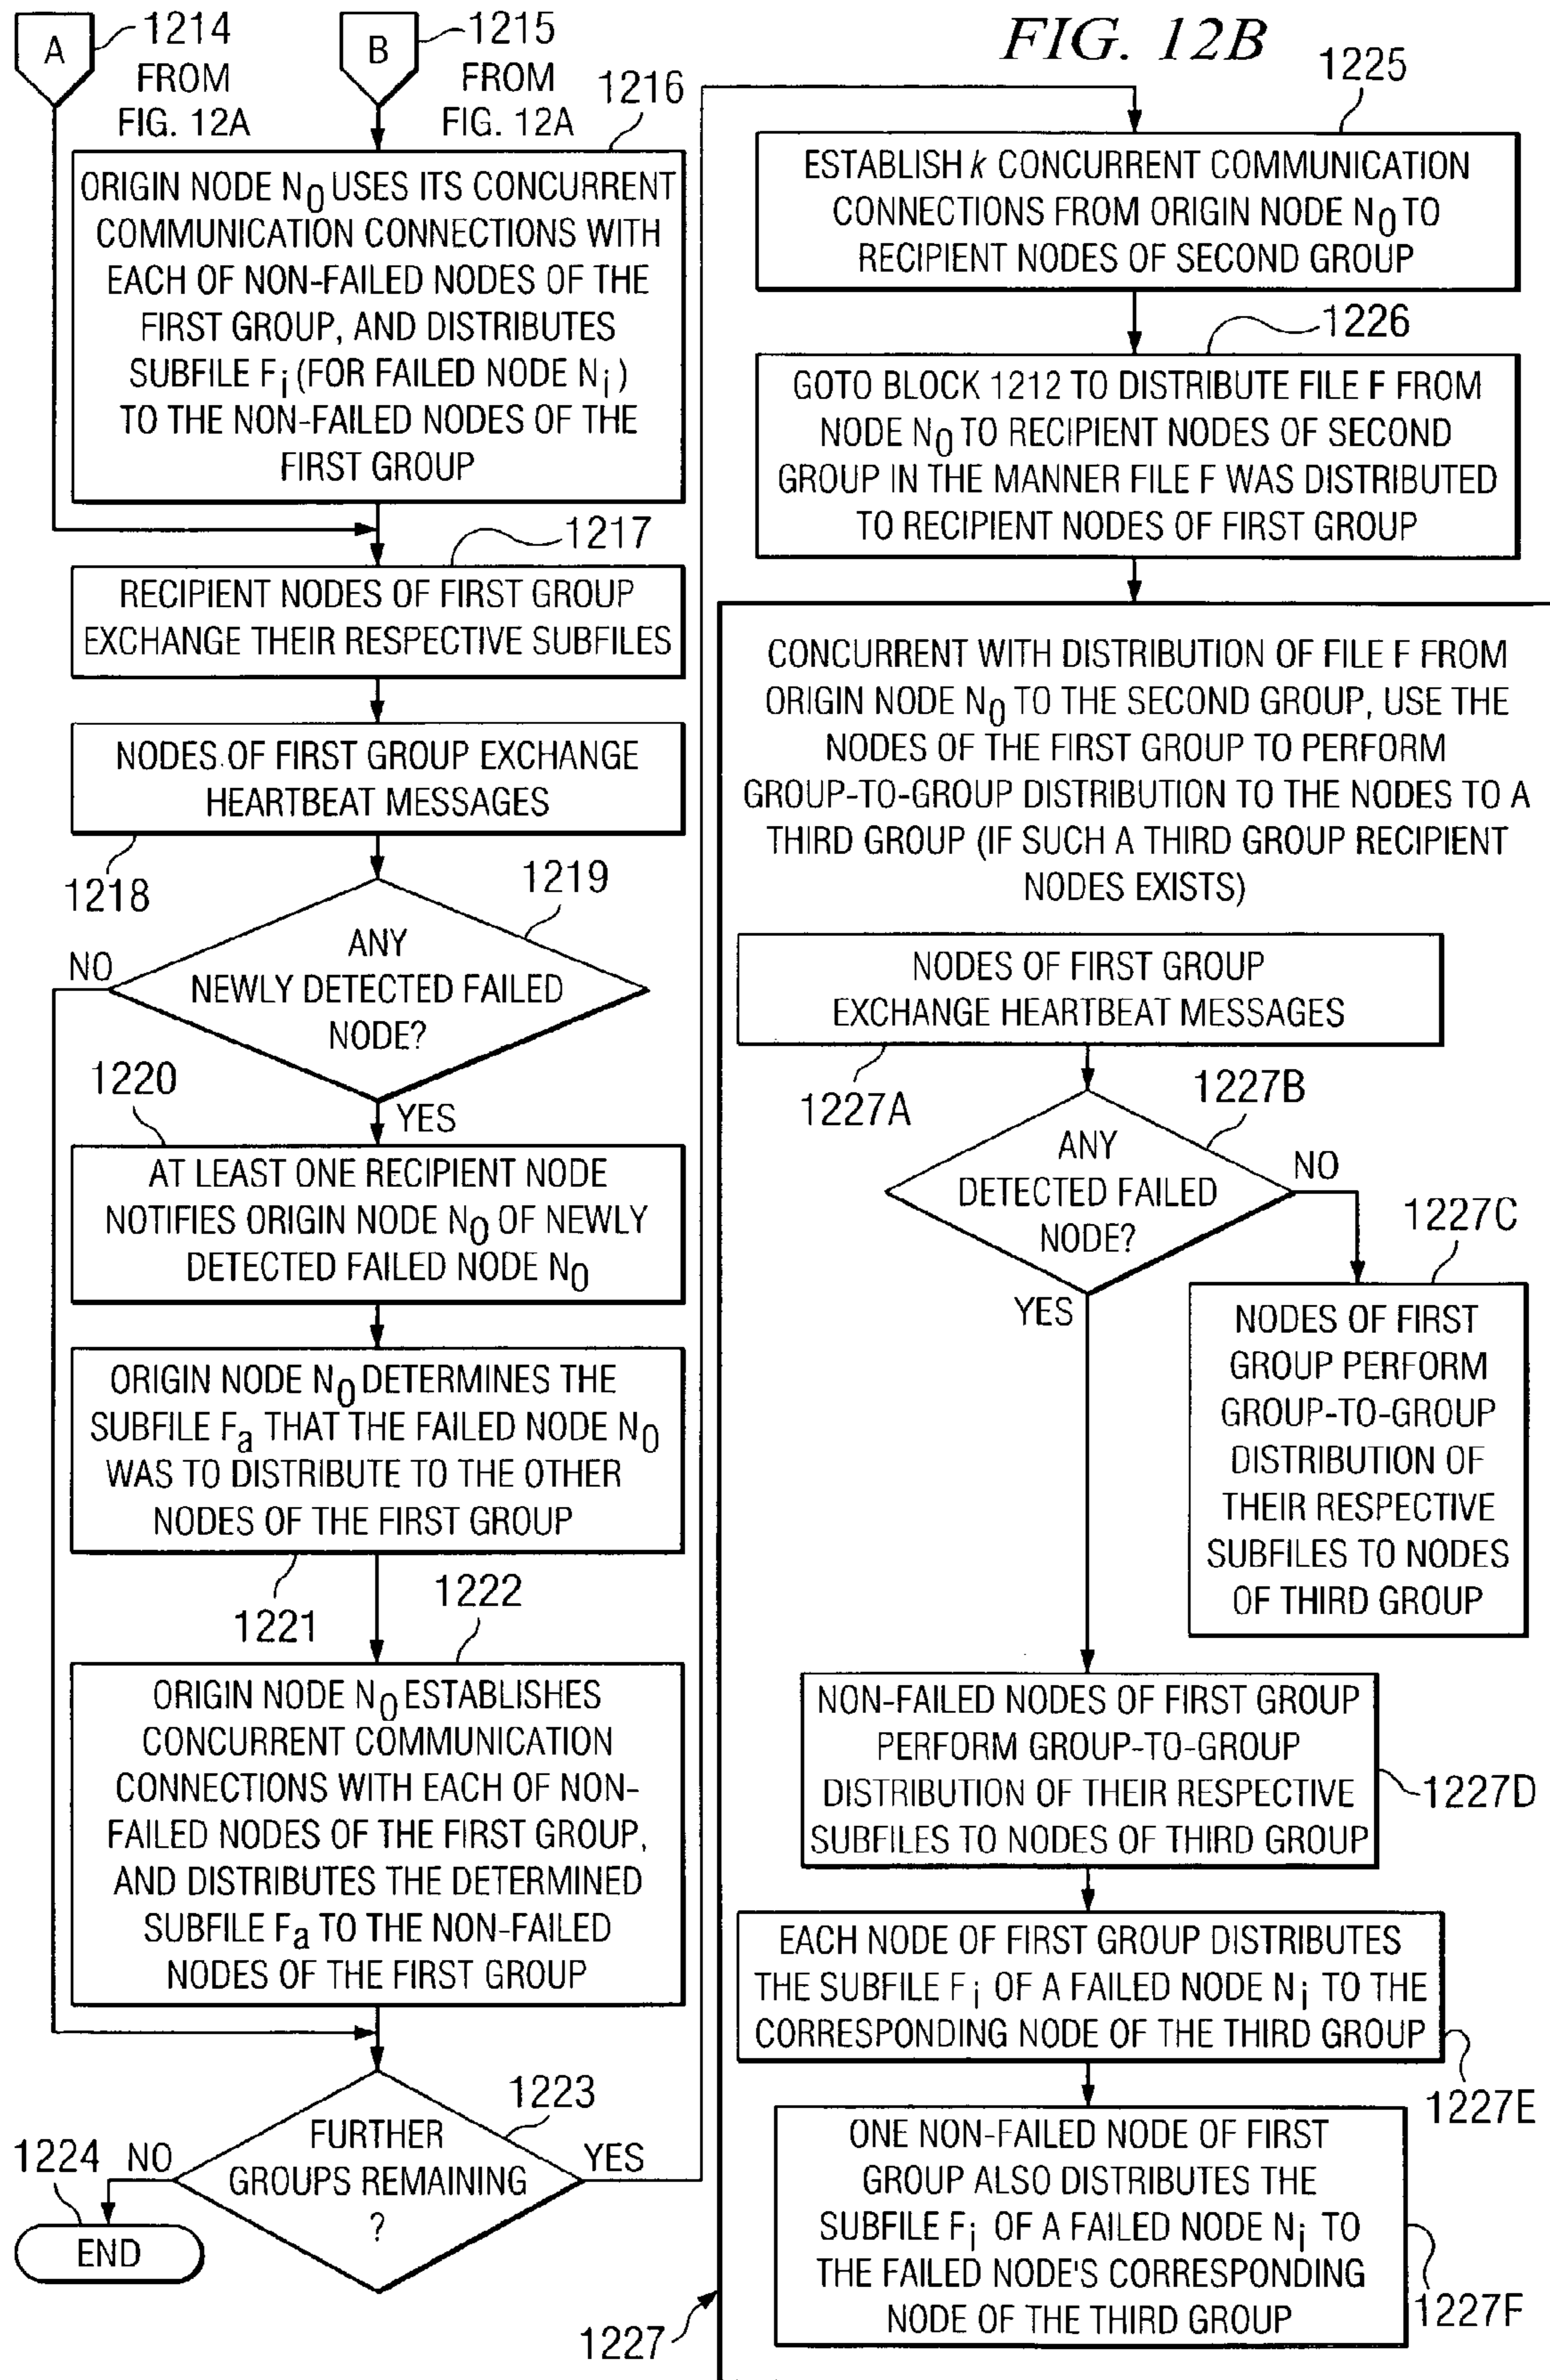 FIG. 12B
A
1214
FROM
FIG. 12A
B
1215
FROM
FIG. 12A
1216
ORIGIN NODE N0 USES ITS CONCURRENT
COMMUNICATION CONNECTIONS WITH
EACH OF NON-FAILED NODES OF THE
FIRST GROUP, AND DISTRIBUTES
SUBFILE Fi (FOR FAILED NODE Ni)
TO THE NON-FAILED NODES OF THE
FIRST GROUP
1217
RECIPIENT NODES OF FIRST GROUP
EXCHANGE THEIR RESPECTIVE SUBFILES
NODES OF FIRST GROUP EXCHANGE
HEARTBEAT MESSAGES
1218
1219
ANY
NEWLY DETECTED FAILED
NODE?
NO
YES
1220
AT LEAST ONE RECIPIENT NODE
NOTIFIES ORIGIN NODE N0 OF NEWLY
DETECTED FAILED NODE N0
ORIGIN NODE N0 DETERMINES THE
SUBFILE Fa THAT THE FAILED NODE N0
WAS TO DISTRIBUTE TO THE OTHER
NODES OF THE FIRST GROUP
1221
1222
ORIGIN NODE N0 ESTABLISHES
CONCURRENT COMMUNICATION
CONNECTIONS WITH EACH OF NON-
FAILED NODES OF THE FIRST GROUP,
AND DISTRIBUTES THE DETERMINED
SUBFILE Fa TO THE NON-FAILED
NODES OF THE FIRST GROUP
1223
FURTHER
GROUPS REMAINING
?
NO
YES
1224
END
1225
ESTABLISH k CONCURRENT COMMUNICATION
CONNECTIONS FROM ORIGIN NODE N0 TO
RECIPIENT NODES OF SECOND GROUP
1226
GOTO BLOCK 1212 TO DISTRIBUTE FILE F FROM
NODE N0 TO RECIPIENT NODES OF SECOND
GROUP IN THE MANNER FILE F WAS DISTRIBUTED
TO RECIPIENT NODES OF FIRST GROUP
CONCURRENT WITH DISTRIBUTION OF FILE F FROM
ORIGIN NODE N0 TO THE SECOND GROUP, USE THE
NODES OF THE FIRST GROUP TO PERFORM
GROUP-TO-GROUP DISTRIBUTION TO THE NODES TO A
THIRD GROUP (IF SUCH A THIRD GROUP RECIPIENT
NODES EXISTS)
NODES OF FIRST GROUP
EXCHANGE HEARTBEAT MESSAGES
1227A
1227B
ANY
DETECTED FAILED
NODE?
NO
YES
1227C
NODES OF FIRST
GROUP PERFORM
GROUP-TO-GROUP
DISTRIBUTION OF
THEIR RESPECTIVE
SUBFILES TO NODES
OF THIRD GROUP
NON-FAILED NODES OF FIRST GROUP
PERFORM GROUP-TO-GROUP
DISTRIBUTION OF THEIR RESPECTIVE
SUBFILES TO NODES OF THIRD GROUP
1227D
EACH NODE OF FIRST GROUP DISTRIBUTES
THE SUBFILE Fi OF A FAILED NODE Ni TO THE
CORRESPONDING NODE OF THE THIRD GROUP
1227E
ONE NON-FAILED NODE OF FIRST
GROUP ALSO DISTRIBUTES THE
SUBFILE Fi OF A FAILED NODE Ni TO
THE FAILED NODE'S CORRESPONDING
NODE OF THE THIRD GROUP
1227F
1227